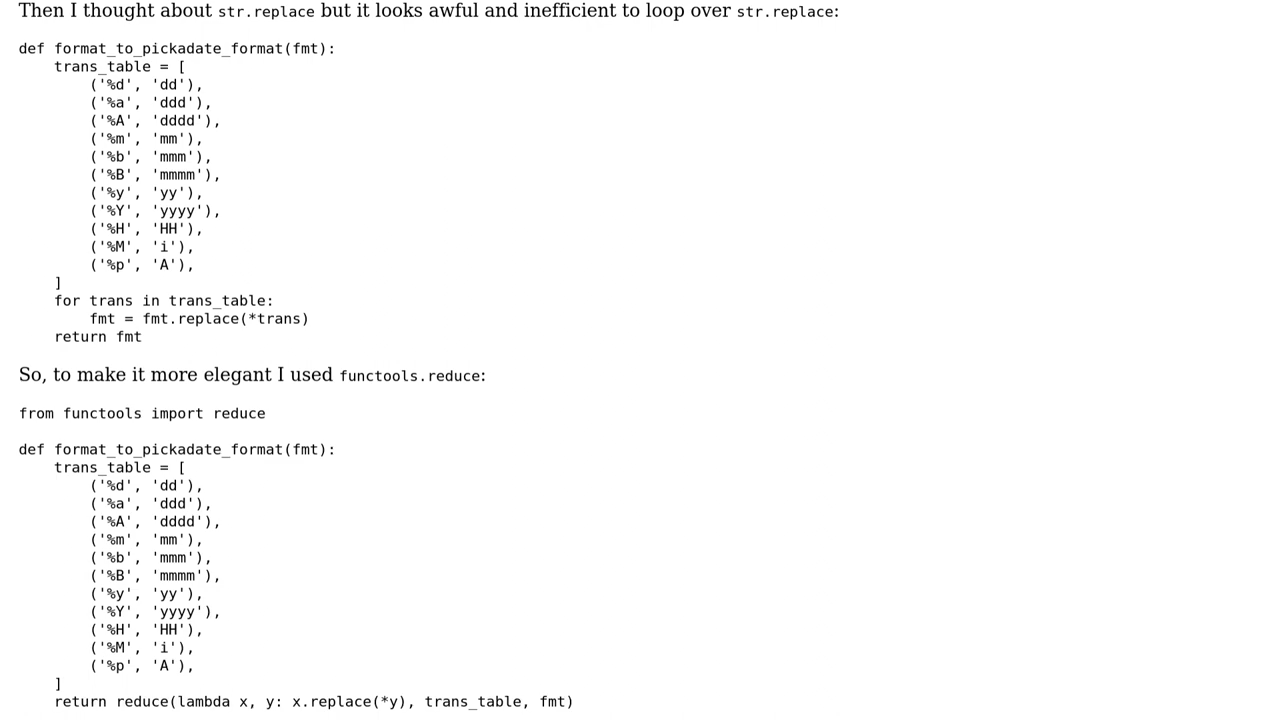 Then I thought about str.replace but it looks awful and inefficient to loop over str.replace:
def format_to_pickadate_format(fmt):
    trans_table = [
        ('%d', 'dd'),
        ('%a', 'ddd'),
        ('%A', 'dddd'),
        ('%m', 'mm'),
        ('%b', 'mmm'),
        ('%B', 'mmmm'),
        ('%y', 'yy'),
        ('%Y', 'yyyy'),
        ('%H', 'HH'),
        ('%M', 'i'),
        ('%p', 'A'),
    ]
    for trans in trans_table:
        fmt = fmt.replace(*trans)
    return fmt
So, to make it more elegant I used functools.reduce:
from functools import reduce
def format_to_pickadate_format(fmt):
    trans_table = [
        ('%d', 'dd'),
        ('%a', 'ddd'),
        ('%A', 'dddd'),
        ('%m', 'mm'),
        ('%b', 'mmm'),
        ('%B', 'mmmm'),
        ('%y', 'yy'),
        ('%Y', 'yyyy'),
        ('%H', 'HH'),
        ('%M', 'i'),
        ('%p', 'A'),
    ]
    return reduce(lambda x, y: x.replace(*y), trans_table, fmt)